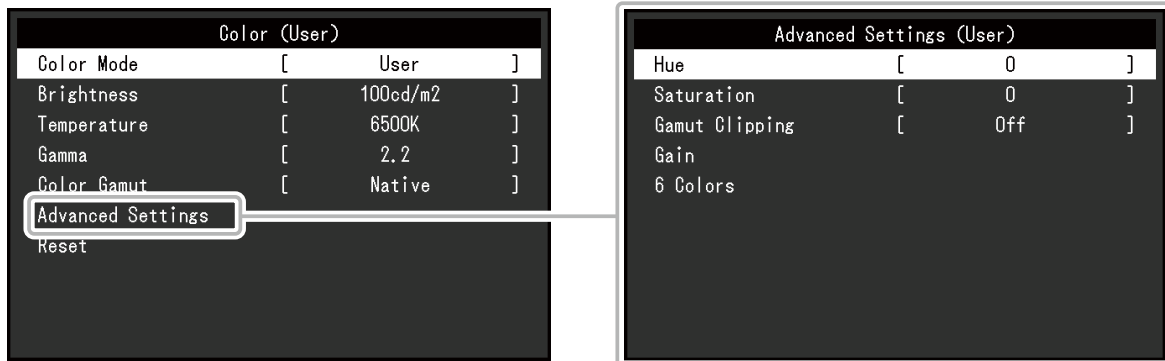 Color (User)
Color Mode [ User ]
Brightness [ 100cd/m2 ]
Temperature [ 6500K ]
Gamma [ 2.2 ]
Color Gamut [ Native ]
Advanced Settings
Reset
Advanced Settings (User)
Hue [ 0 ]
Saturation [ 0 ]
Gamut Clipping [ Off ]
Gain
6 Colors